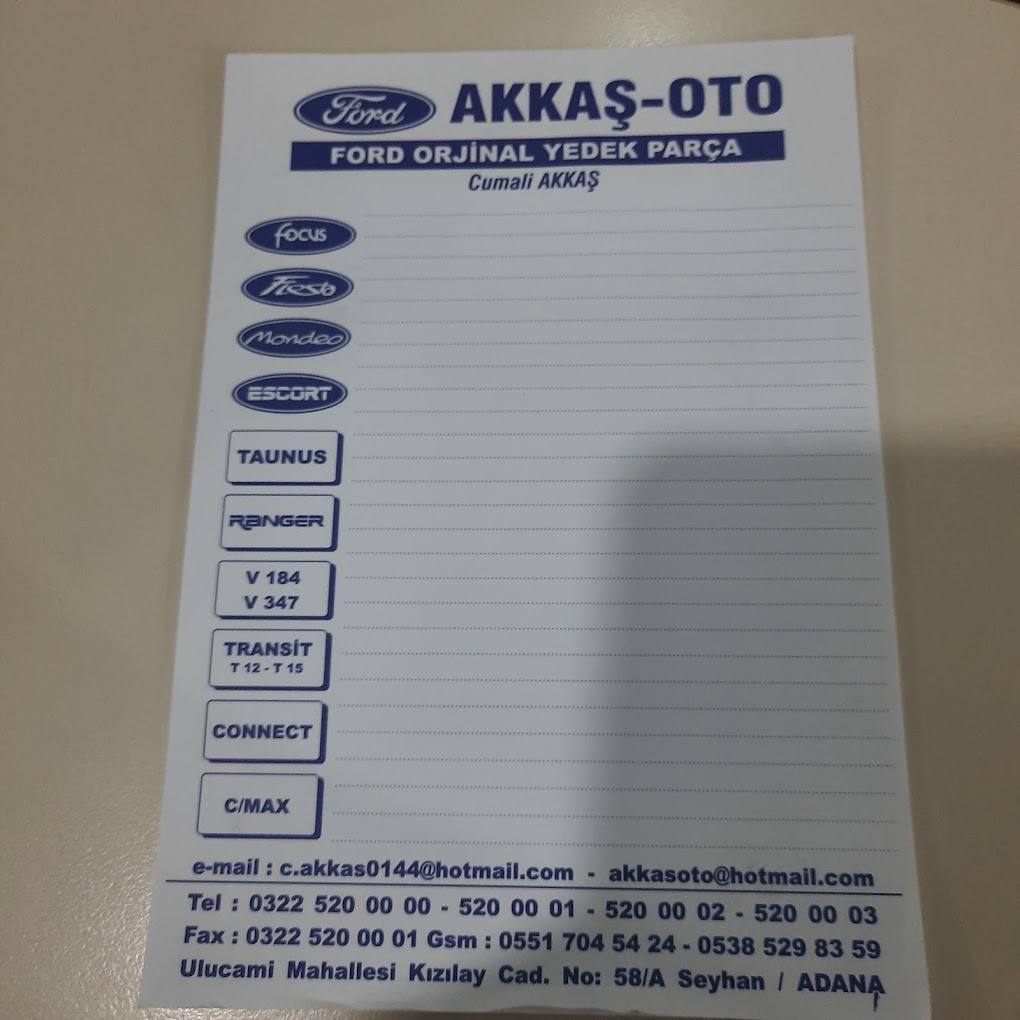 Ford AKKAŞ-OTO
FORD ORJİNAL YEDEK PARÇA
Cumali AKKAŞ
focus
Fiesta
Mondeo
ESCORT
TAUNUS
RANGER
V 184
V 347
TRANSİT
T 12 - T 15
CONNECT
C/MAX
e-mail : c.akkas0144@hotmail.com - akkasoto@hotmail.com
Tel : 0322 520 00 00 - 520 00 01 - 520 00 02 - 520 00 03
Fax : 0322 520 00 01 Gsm : 0551 704 54 24 - 0538 529 83 59
Ulucami Mahallesi Kızılay Cad. No: 58/A Seyhan / ADANA